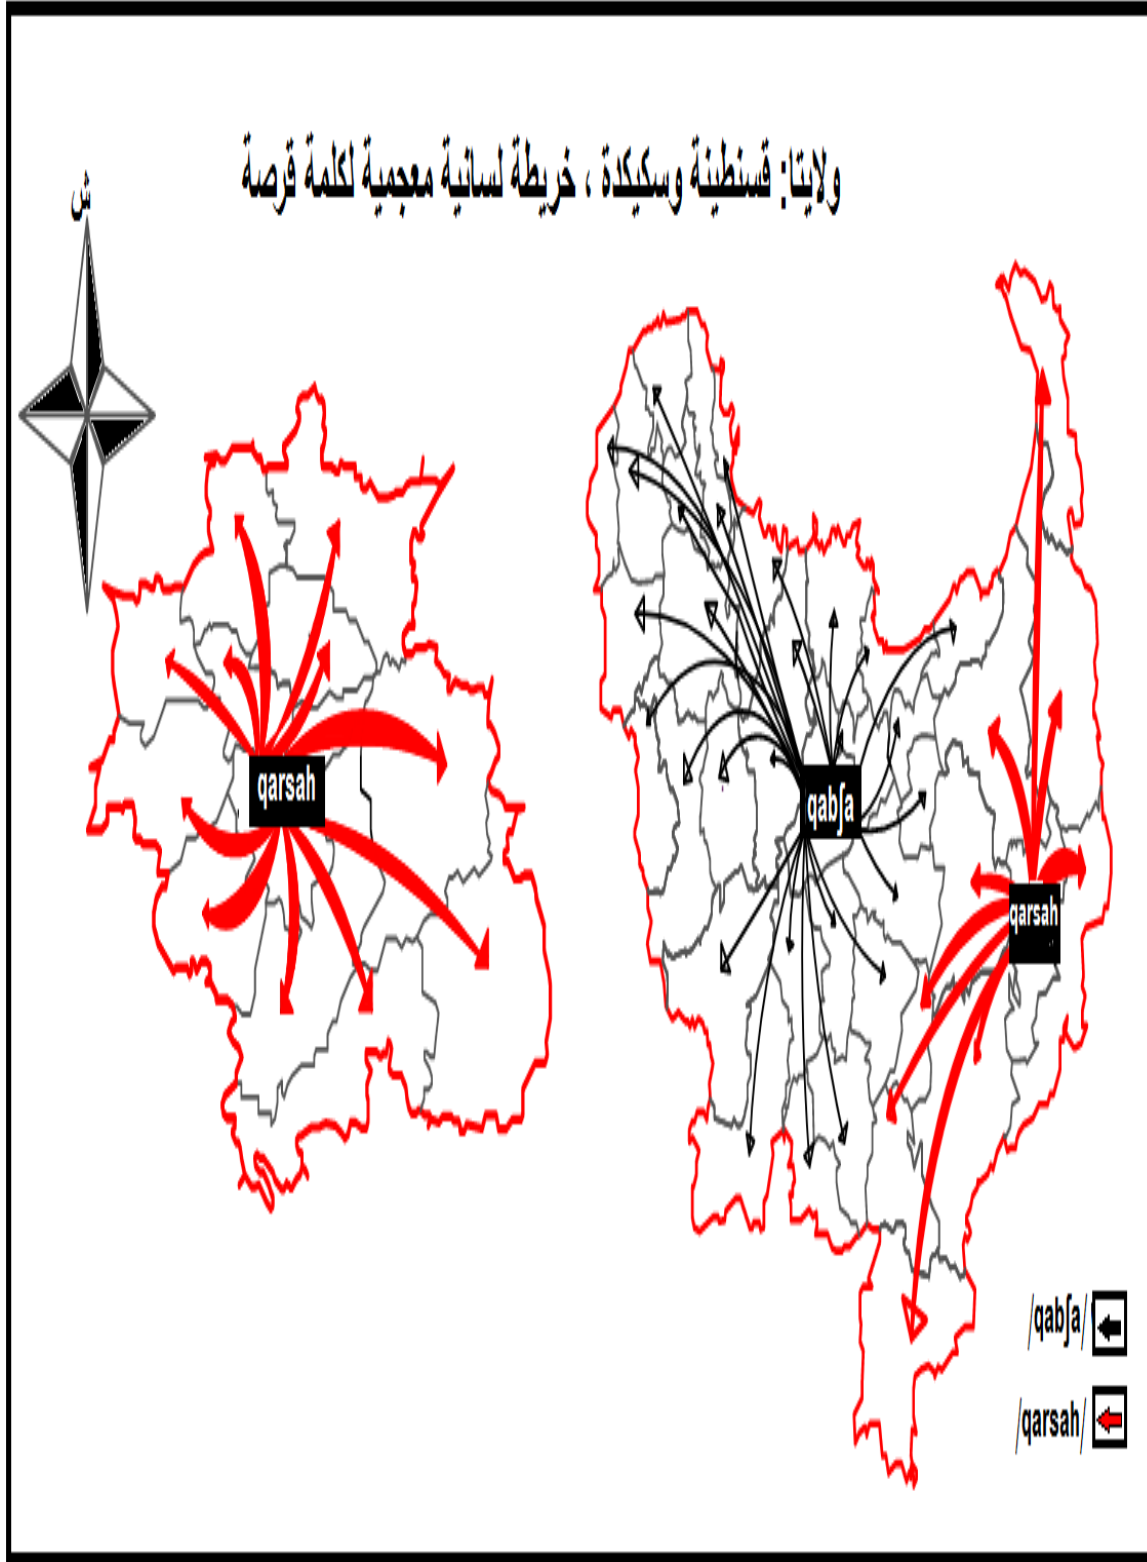 ولايتا: قسنطينة وسكيكدة ، خريطة لسانية معجمية لكلمة قرصة
ش
qarsah
qabʃa
qarsah
/qabʃa/
/qarsah/